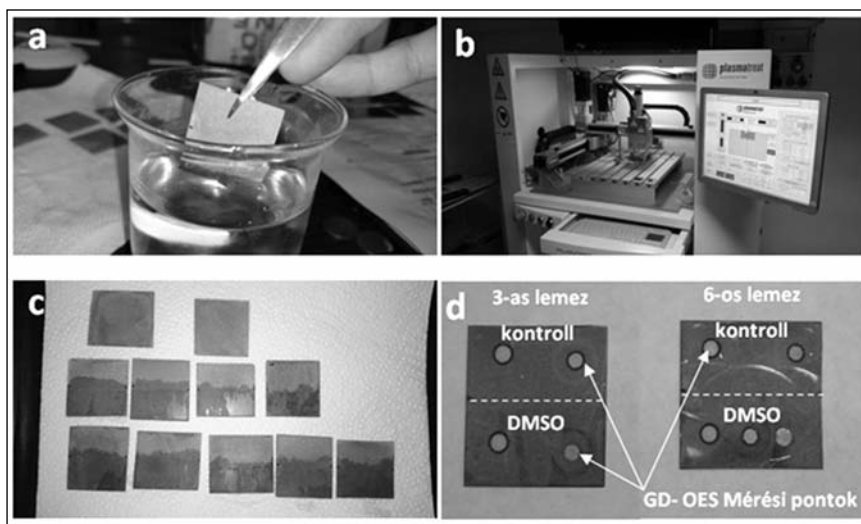 a
b
plasmatreat
c
d
3-as lemez
6-os lemez
kontroll
kontroll
DMSO
DMSO
GD- OES Mérési pontok